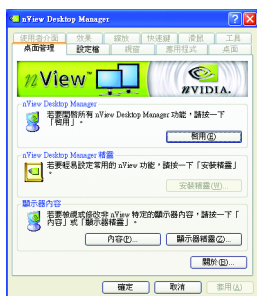 nView Desktop Manager
使用者介面 效果 縮放 快速鍵 滑鼠 工具
桌面管理 設定檔 視窗 應用程式 桌面
nView™
NVIDIA.
nView Desktop Manager
若要開啟所有 nView Desktop Manager 功能，請按一下「啟用」。
啟用(E)
nView Desktop Manager 精靈
若要輕易設定常用的 nView 功能，請按一下「安裝精靈」
。
安裝精靈(W)...
顯示器內容
若要檢視或修改非 nView 特定的顯示器內容，請按一下「
內容」或「顯示器精靈」。
內容(P)...
顯示器精靈(Z)...
關於(B)...
確定 取消 套用(A)